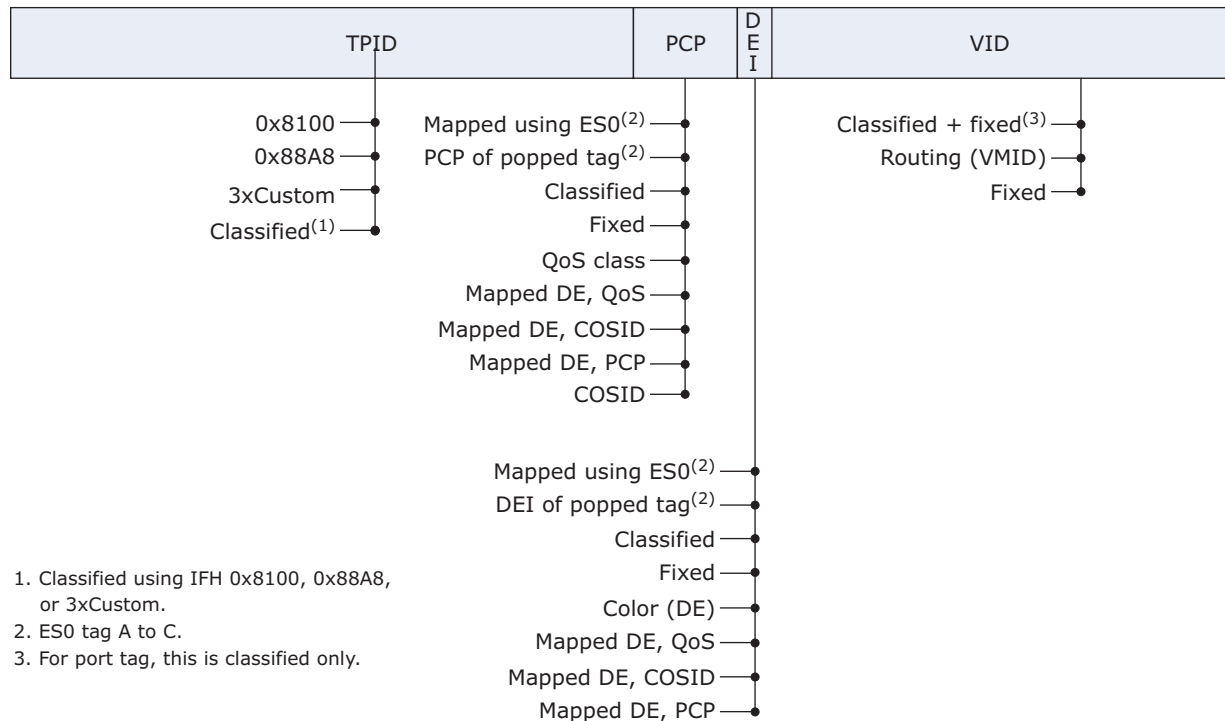 TPID PCP DEI VID
0x8100
0x88A8
3xCustom
Classified(1)
Mapped using ES0(2)
PCP of popped tag(2)
Classified
Fixed
QoS class
Mapped DE, QoS
Mapped DE, COSID
Mapped DE, PCP
COSID
Classified + fixed(3)
Routing (VMID)
Fixed
Mapped using ES0(2)
DEI of popped tag(2)
Classified
Fixed
Color (DE)
Mapped DE, QoS
Mapped DE, COSID
Mapped DE, PCP
1. Classified using IFH 0x8100, 0x88A8,
or 3xCustom.
2. ES0 tag A to C.
3. For port tag, this is classified only.